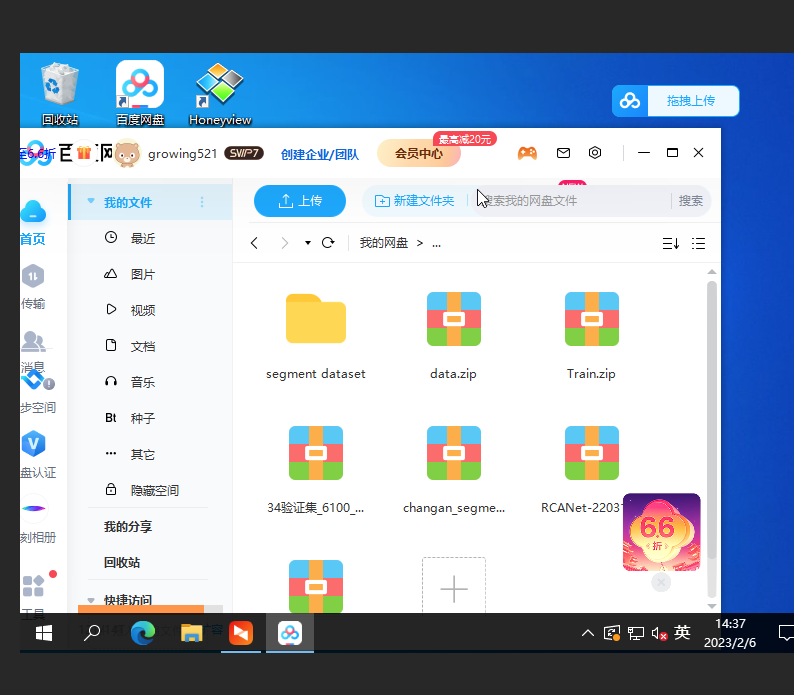 回收站
百度网盘
Honeyview
拖拽上传
至6.6折
网
growing521
SVIP7
创建企业/团队
会员中心
最高减20元
我的文件
上传
新建文件夹
搜索我的网盘文件
搜索
首页
最近
我的网盘 > ...
传输
图片
视频
消息
文档
segment dataset
data.zip
Train.zip
步空间
音乐
Bt 种子
盘认证
其它
隐藏空间
34验证集_6100_...
changan_segme...
RCANet-2203
刻相册
我的分享
6.6
折
回收站
工具
快捷访问
英
14:37
2023/2/6